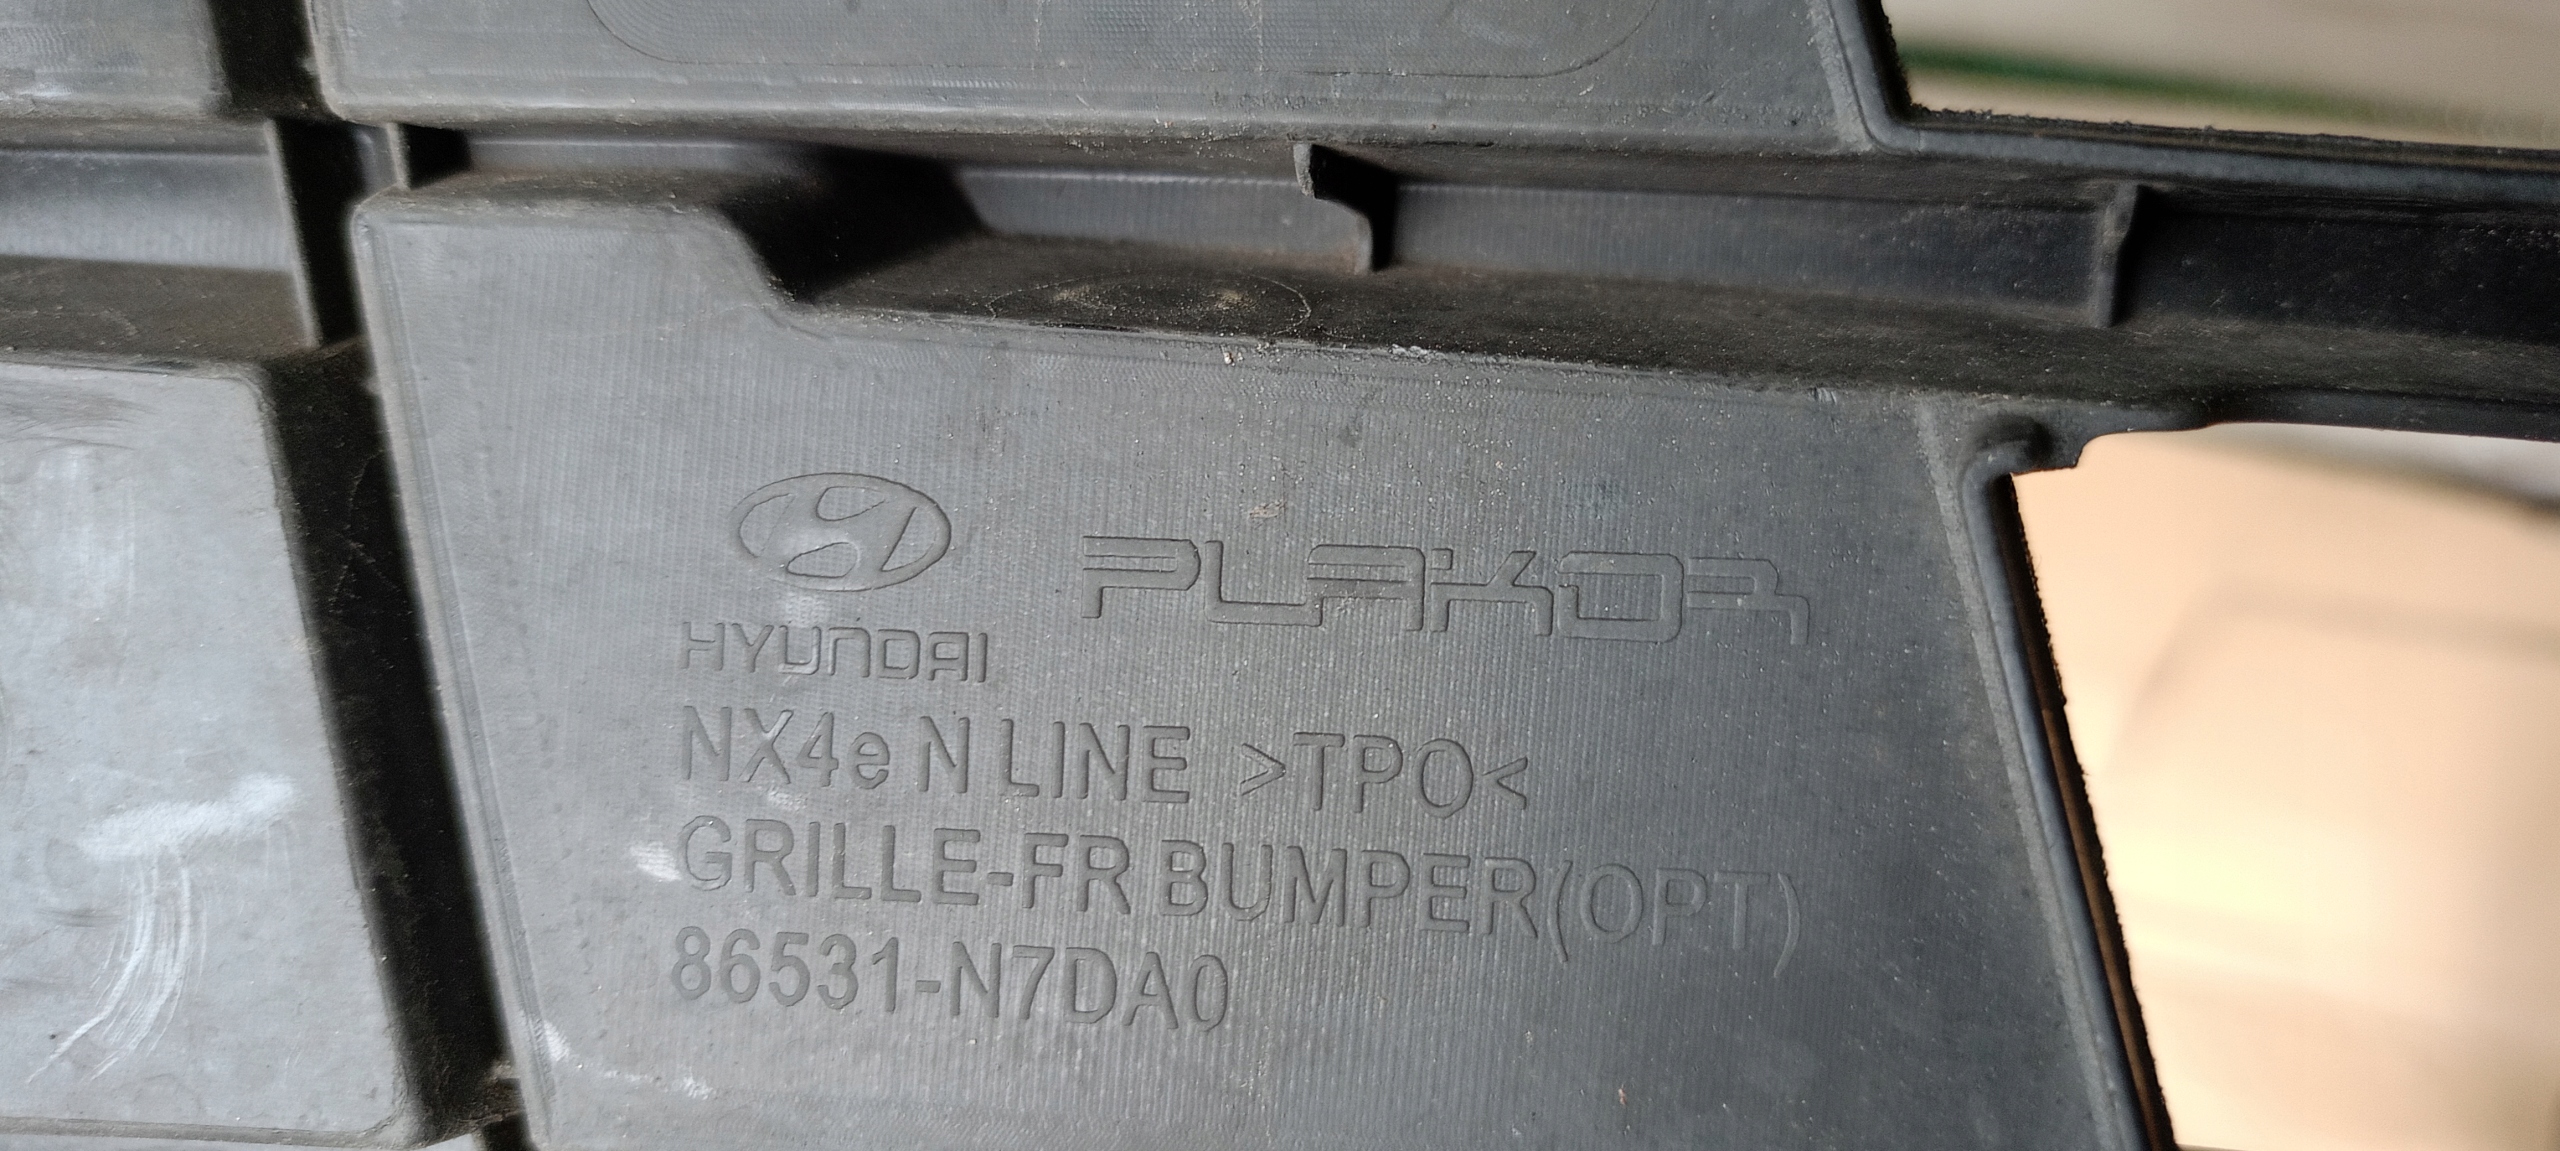 HYUNDAI
PLAKOR
NX4e N LINE >TPO<
GRILLE-FR BUMPER(OPT)
86531-N7DA0